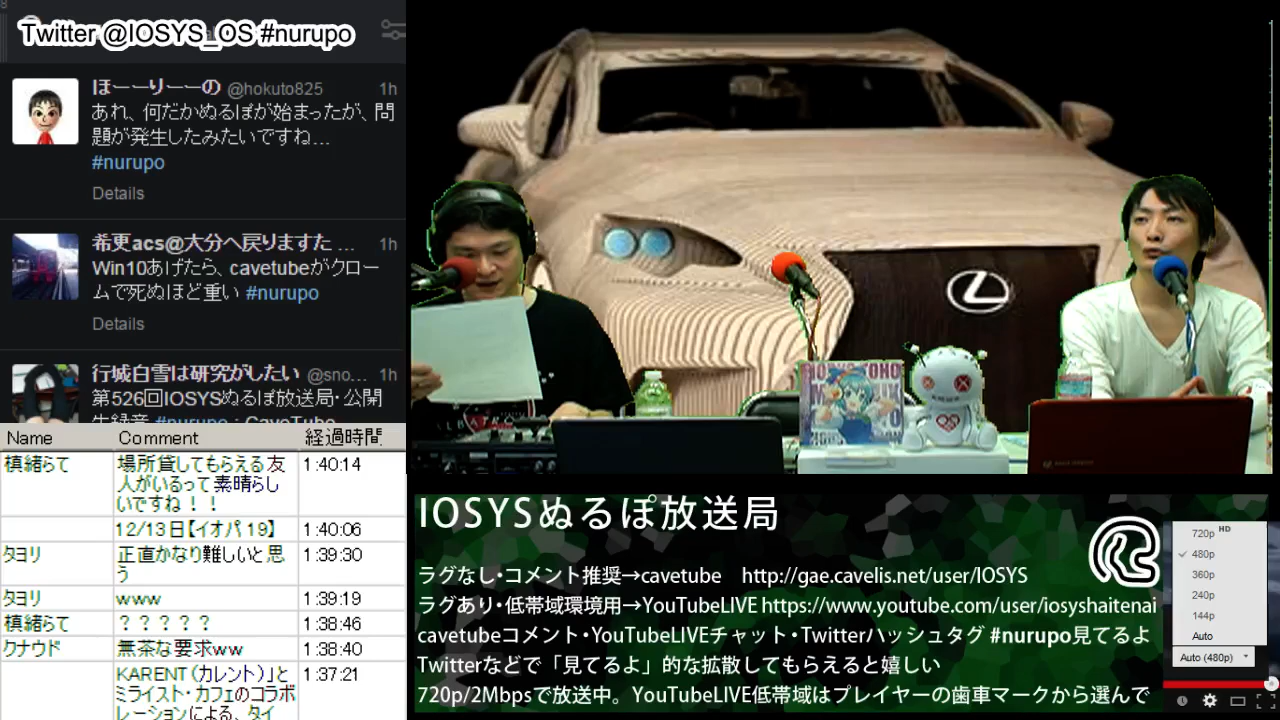 Twitter @IOSYS_OS #nurupo
ほーーりーーの @hokuto825 1h
あれ、何だかぬるぽが始まったが、問
題が発生したみたいですね...
#nurupo
Details
希更acs@大分へ戻りますた ... 1h
Win10あげたら、cavetubeがクロー
ムで死ぬほど重い #nurupo
Details
行城白雪は研究がしたい @sno... 1h
第526回IOSYSぬるぽ放送局・公開
Name Comment 経過時間
槙緒らて 場所貸してもらえる友 1:40:14
人がいるって素晴らし
いですね！！
12/13日【イオパ19】 1:40:06
タヨリ 正直かなり難しいと思 1:39:30
う
タヨリ www 1:39:19
槙緒らて ？？？？？ 1:38:46
クナウド 無茶な要求ww 1:38:40
KARENT（カレント）」と 1:37:21
ミライスト・カフェのコラボ
レーションによる、タイ
IOSYSぬるぽ放送局
ラグなし・コメント推奨→cavetube http://gae.cavelis.net/user/IOSYS
ラグあり・低帯域環境用→YouTubeLIVE https://www.youtube.com/user/iosyshaitenai
cavetubeコメント・YouTubeLIVEチャット・Twitterハッシュタグ #nurupo見てるよ
Twitterなどで「見てるよ」的な拡散してもらえると嬉しい
720p/2Mbpsで放送中。YouTubeLIVE低帯域はプレイヤーの歯車マークから選んで
720p HD
480p
360p
240p
144p
Auto
Auto (480p)